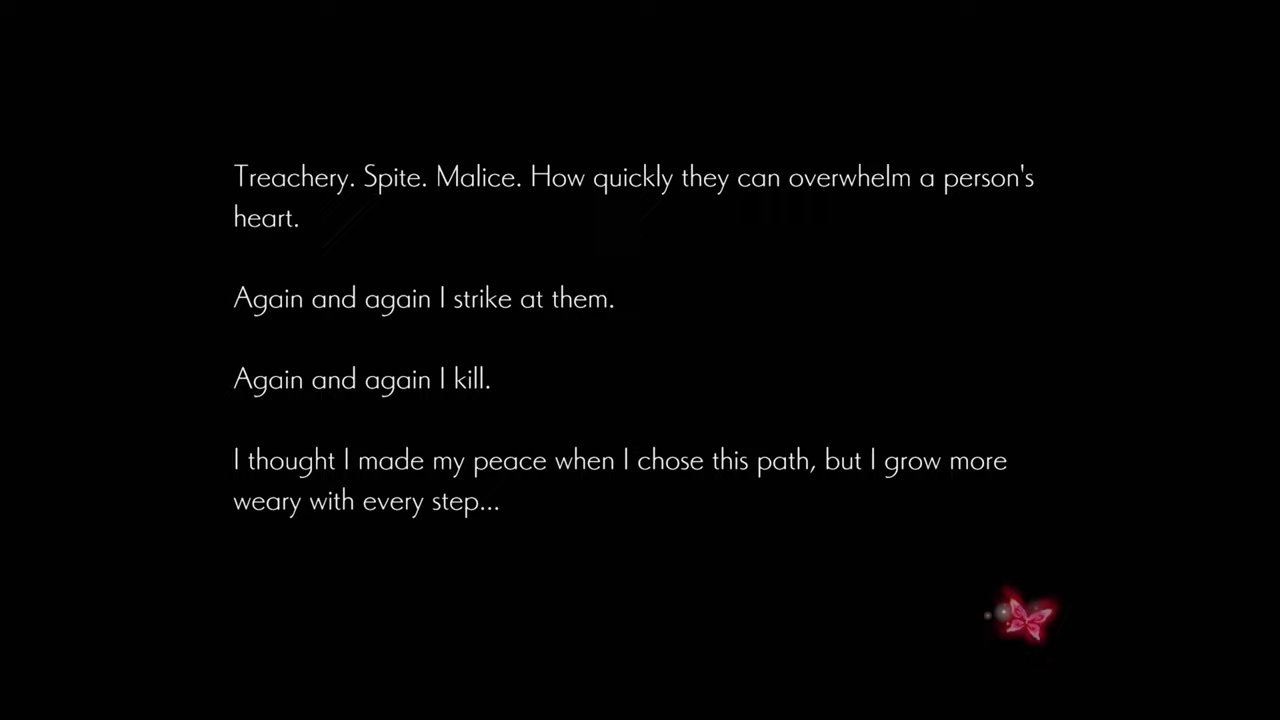 Treachery. Spite. Malice. How quickly they can overwhelm a person's
heart.
Again and again I strike at them.
Again and again I kill.
I thought I made my peace when I chose this path, but I grow more
weary with every step...